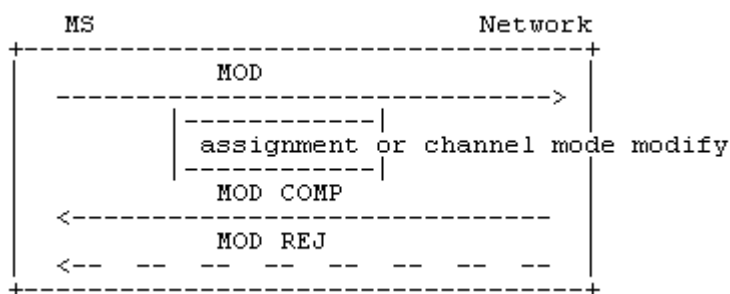 MS Network
MOD
assignment or channel mode modify
MOD COMP
MOD REJ